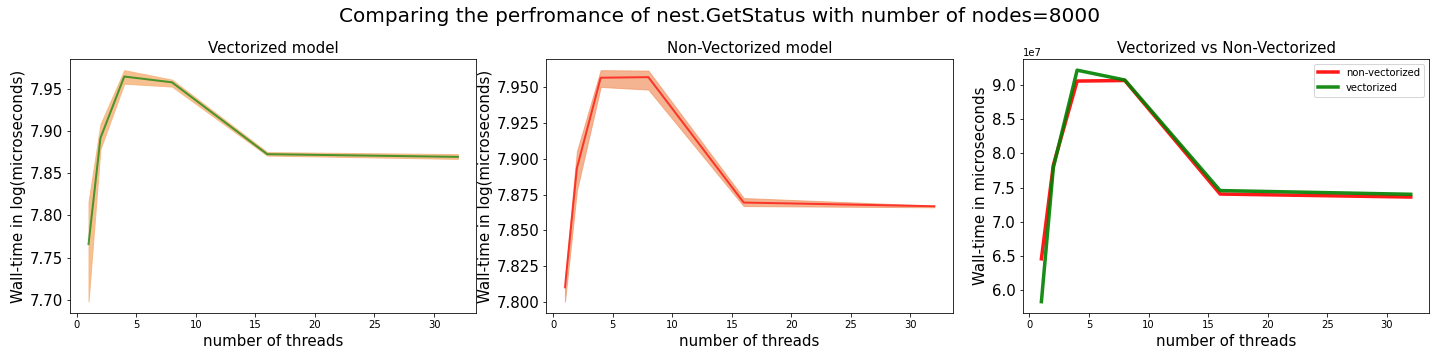 Comparing the perfromance of nest.GetStatus with number of nodes=8000
Vectorized model
Wall-time in log(microseconds)
7.95
7.90
7.85
7.80
7.75
7.70
0 5 10 15 20 25 30
number of threads
Non-Vectorized model
Wall-time in log(microseconds)
7.950
7.925
7.900
7.875
7.850
7.825
7.800
0 5 10 15 20 25 30
number of threads
Vectorized vs Non-Vectorized
1e7
Wall-time in microseconds
9.0
8.5
8.0
7.5
7.0
6.5
6.0
non-vectorized
vectorized
0 5 10 15 20 25 30
number of threads